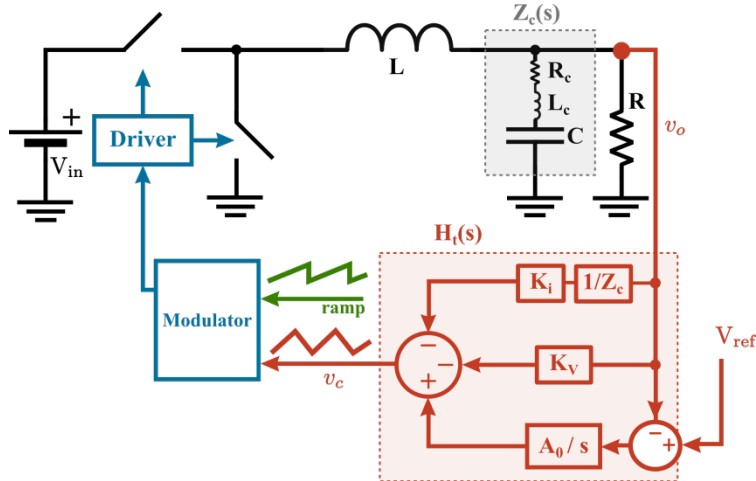 Z_c(s)
L
R_c
L_c
C
R
+
V_in
Driver
v_o
H_t(s)
K_i
1/Z_c
Modulator
ramp
−
−
+
K_V
v_c
V_ref
A_0 / s
−
+